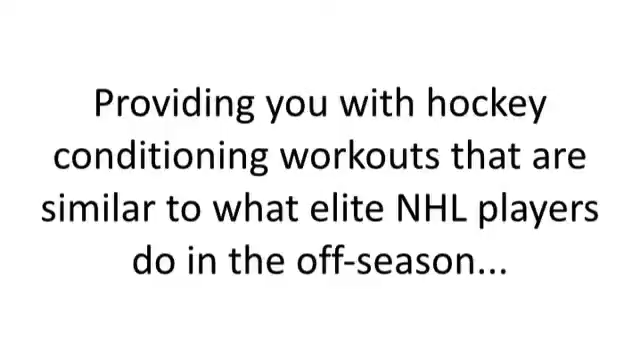 Providing you with hockey
conditioning workouts that are
similar to what elite NHL players
do in the off-season...